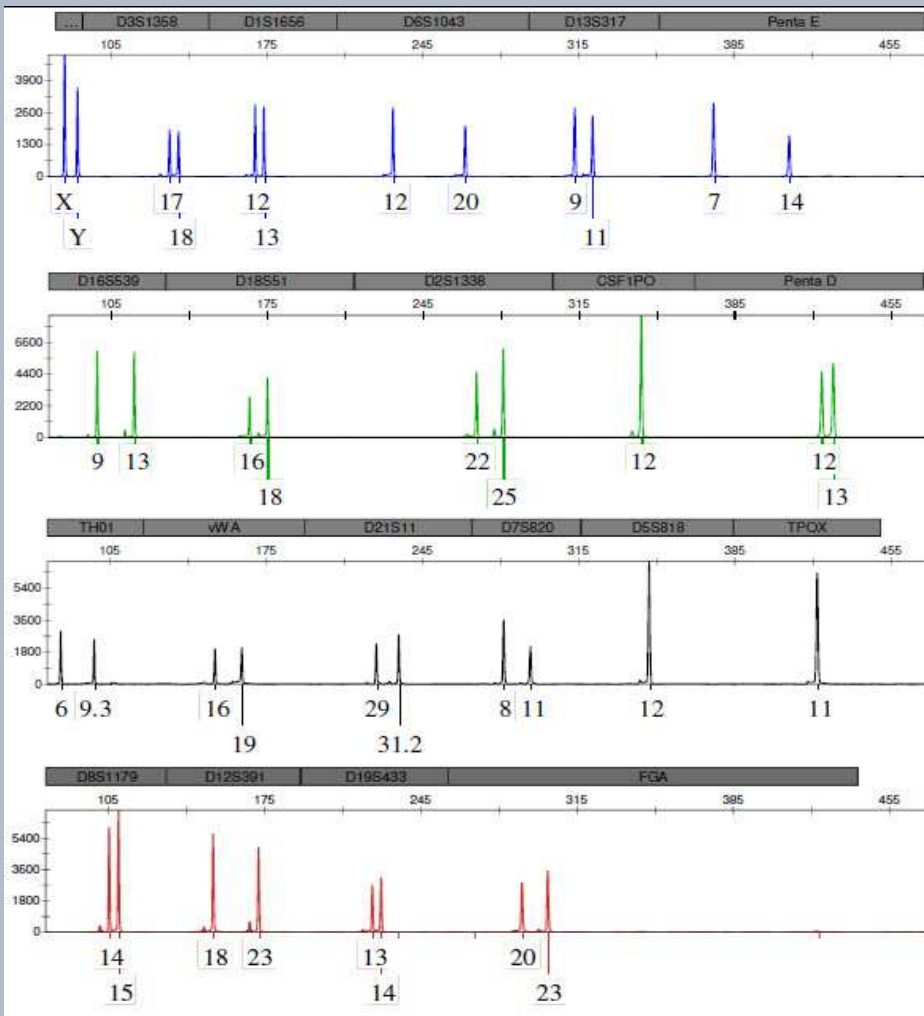 ... D3S1358 D1S1656 D6S1043 D13S317 Penta E
105 175 245 315 385 455
3900
2600
1300
0
X 17 12 12 20 9 7 14
Y 18 13 11
D16S539 D18S51 D2S1338 CSF1PO Penta D
105 175 245 315 385 455
6600
4400
2200
0
9 13 16 22 12 12
18 25 13
TH01 vWA D21S11 D7S820 D5S818 TPOX
105 175 245 315 385 455
5400
3600
1800
0
6 9.3 16 29 8 11 12 11
19 31.2
D8S1179 D12S391 D19S433 FGA
105 175 245 315 385 455
5400
3600
1800
0
14 18 23 13 20
15 14 23